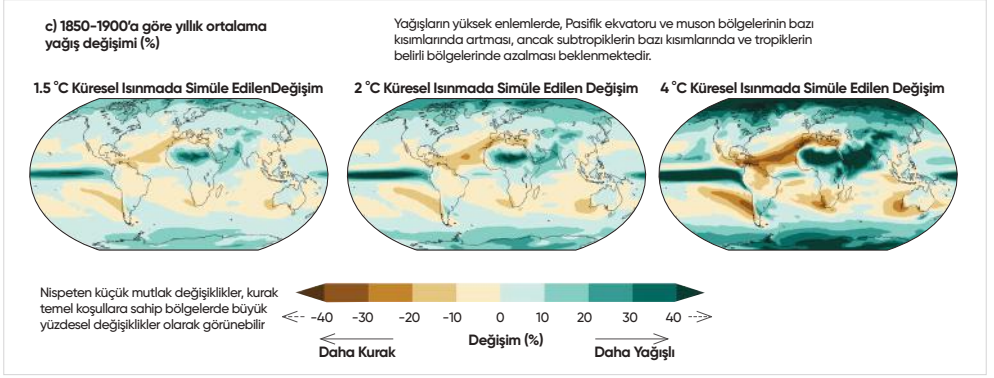 c) 1850-1900'a göre yıllık ortalama
yağış değişimi (%)
Yağışların yüksek enlemlerde, Pasifik ekvatoru ve muson bölgelerinin bazı
kısımlarında artması, ancak subtropiklerin bazı kısımlarında ve tropiklerin
belirli bölgelerinde azalması beklenmektedir.
1.5 °C Küresel Isınmada Simüle EdilenDeğişim
2 °C Küresel Isınmada Simüle Edilen Değişim
4 °C Küresel Isınmada Simüle Edilen Değişim
Nispeten küçük mutlak değişiklikler, kurak
temel koşullara sahip bölgelerde büyük
yüzdesel değişiklikler olarak görünebilir
-40 -30 -20 -10 0 10 20 30 40
Değişim (%)
Daha Kurak
Daha Yağışlı